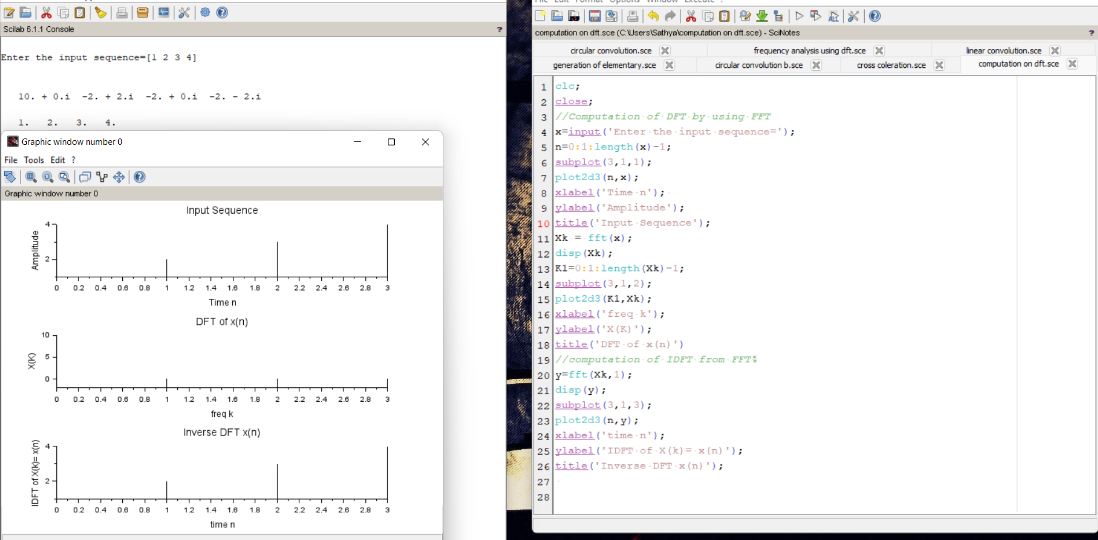 Scilab 6.1.1 Console
?
Enter the input sequence=[1 2 3 4]
10. + 0.i  -2. + 2.i  -2. + 0.i  -2. - 2.i
1.   2.   3.   4.
Graphic window number 0
File Tools Edit ?
Graphic window number 0
Input Sequence
Amplitude
4
2
0 0.2 0.4 0.6 0.8 1 1.2 1.4 1.6 1.8 2 2.2 2.4 2.6 2.8 3
Time n
DFT of x(n)
X(K)
10
5
0
0 0.2 0.4 0.6 0.8 1 1.2 1.4 1.6 1.8 2 2.2 2.4 2.6 2.8 3
freq k
Inverse DFT x(n)
IDFT of X(k)= x(n)
4
2
0 0.2 0.4 0.6 0.8 1 1.2 1.4 1.6 1.8 2 2.2 2.4 2.6 2.8 3
time n
File Edit Format Options Window Execute ?
computation on dft.sce (C:\Users\Sathya\computation on dft.sce) - SciNotes
?
circular convolution.sce frequency analysis using dft.sce linear convolution.sce
generation of elementary.sce circular convolution b.sce cross coleration.sce computation on dft.sce
1 clc;
2 close;
3 //Computation of DFT by using FFT
4 x=input('Enter the input sequence=');
5 n=0:1:length(x)-1;
6 subplot(3,1,1);
7 plot2d3(n,x);
8 xlabel('Time n');
9 ylabel('Amplitude');
10 title('Input Sequence');
11 Xk = fft(x);
12 disp(Xk);
13 K1=0:1:length(Xk)-1;
14 subplot(3,1,2);
15 plot2d3(K1,Xk);
16 xlabel('freq k');
17 ylabel('X(K)');
18 title('DFT of x(n)')
19 //computation of IDFT from FFT%
20 y=fft(Xk,1);
21 disp(y);
22 subplot(3,1,3);
23 plot2d3(n,y);
24 xlabel('time n');
25 ylabel('IDFT of X(k)= x(n)');
26 title('Inverse DFT x(n)');
27
28